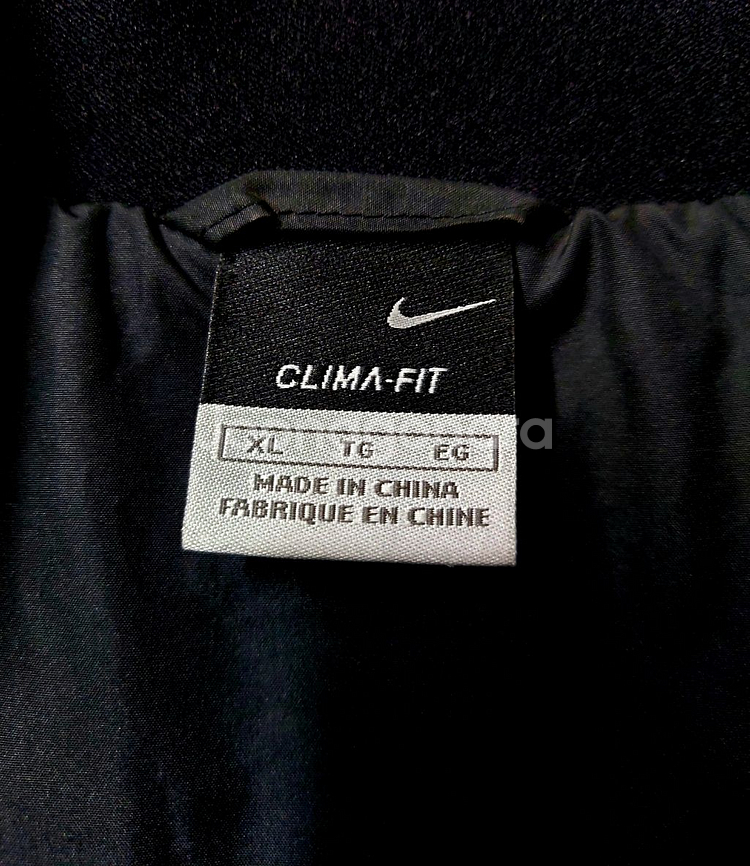 CLIMA-FIT
XL TG EG
MADE IN CHINA
FABRIQUE EN CHINE